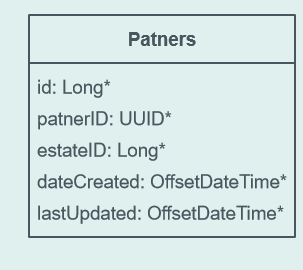 Patners
id: Long*
patnerID: UUID*
estateID: Long*
dateCreated: OffsetDateTime*
lastUpdated: OffsetDateTime*